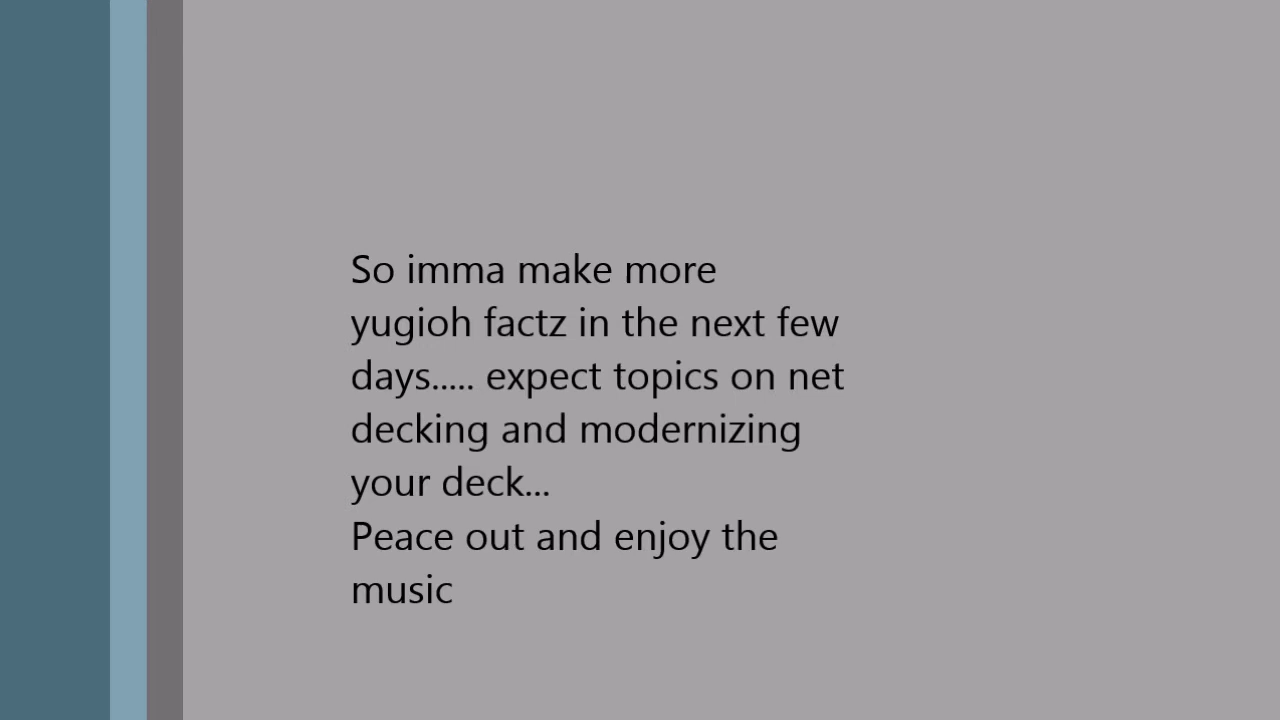 So imma make more
yugioh factz in the next few
days..... expect topics on net
decking and modernizing
your deck...
Peace out and enjoy the
music